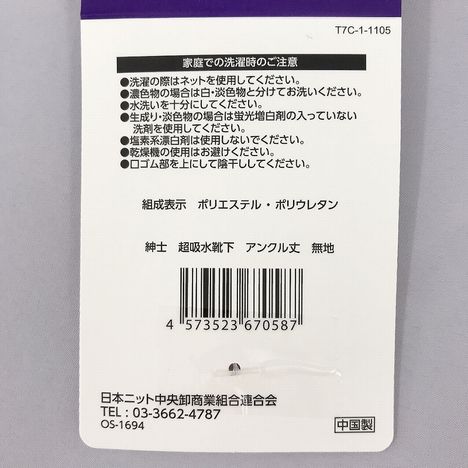 T7C-1-1105
家庭での洗濯時のご注意
●洗濯の際はネットを使用してください。
●濃色物の場合は白・淡色物と分けてお洗いください。
●水洗いを十分にしてください。
●生成り・淡色物の場合は蛍光増白剤の入っていない
洗剤を使用してください。
●塩素系漂白剤は使用しないでください。
●乾燥機の使用はお避けください。
●口ゴム部を上にして陰干ししてください。
組成表示 ポリエステル・ポリウレタン
紳士 超吸水靴下 アンクル丈 無地
4 573523 670587
日本ニット中央卸商業組合連合会
TEL : 03-3662-4787
OS-1694
中国製